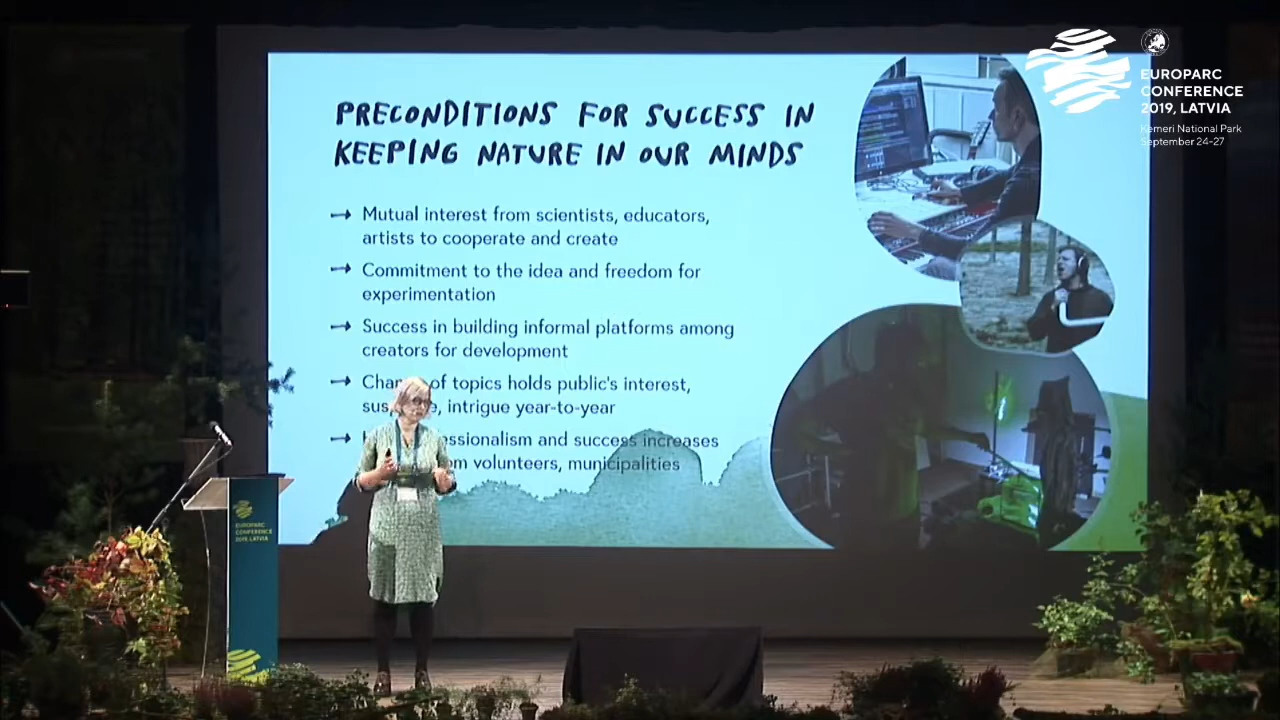 PRECONDITIONS FOR SUCCESS IN
KEEPING NATURE IN OUR MINDS
→ Mutual interest from scientists, educators,
artists to cooperate and create
→ Commitment to the idea and freedom for
experimentation
→ Success in building informal platforms among
creators for development
→ of topics holds public's interest,
intrigue year-to-year
→ and success increases
volunteers, municipalities
EUROPARC
CONFERENCE
2019, LATVIA
Kemeri National Park
September 24-27
EUROPARC
CONFERENCE
2019, LATVIA